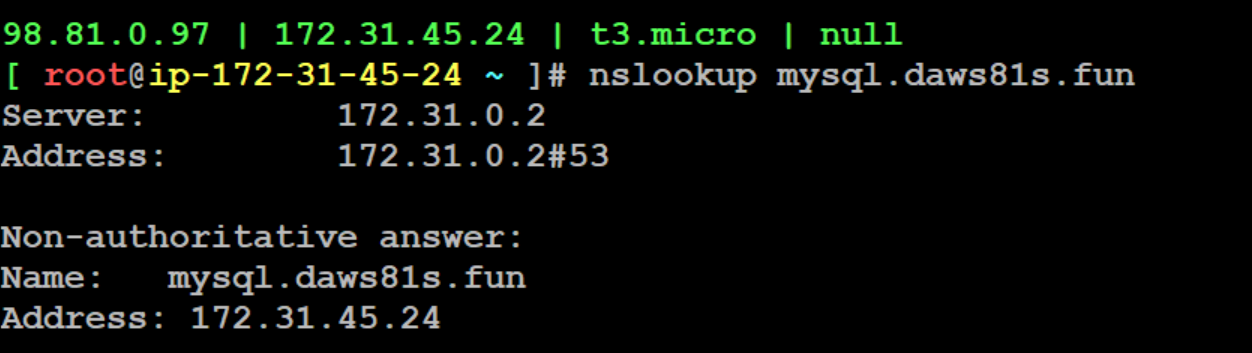 98.81.0.97 | 172.31.45.24 | t3.micro | null
[ root@ip-172-31-45-24 ~ ]# nslookup mysql.daws81s.fun
Server:         172.31.0.2
Address:        172.31.0.2#53

Non-authoritative answer:
Name:   mysql.daws81s.fun
Address: 172.31.45.24